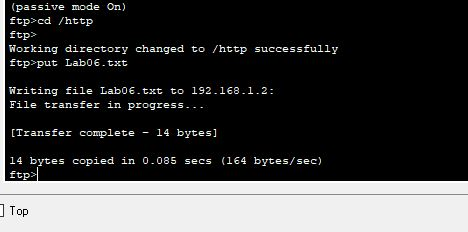 (passive mode On)
ftp>cd /http
ftp>
Working directory changed to /http successfully
ftp>put Lab06.txt
Writing file Lab06.txt to 192.168.1.2:
File transfer in progress...
[Transfer complete - 14 bytes]
14 bytes copied in 0.085 secs (164 bytes/sec)
ftp>
Top